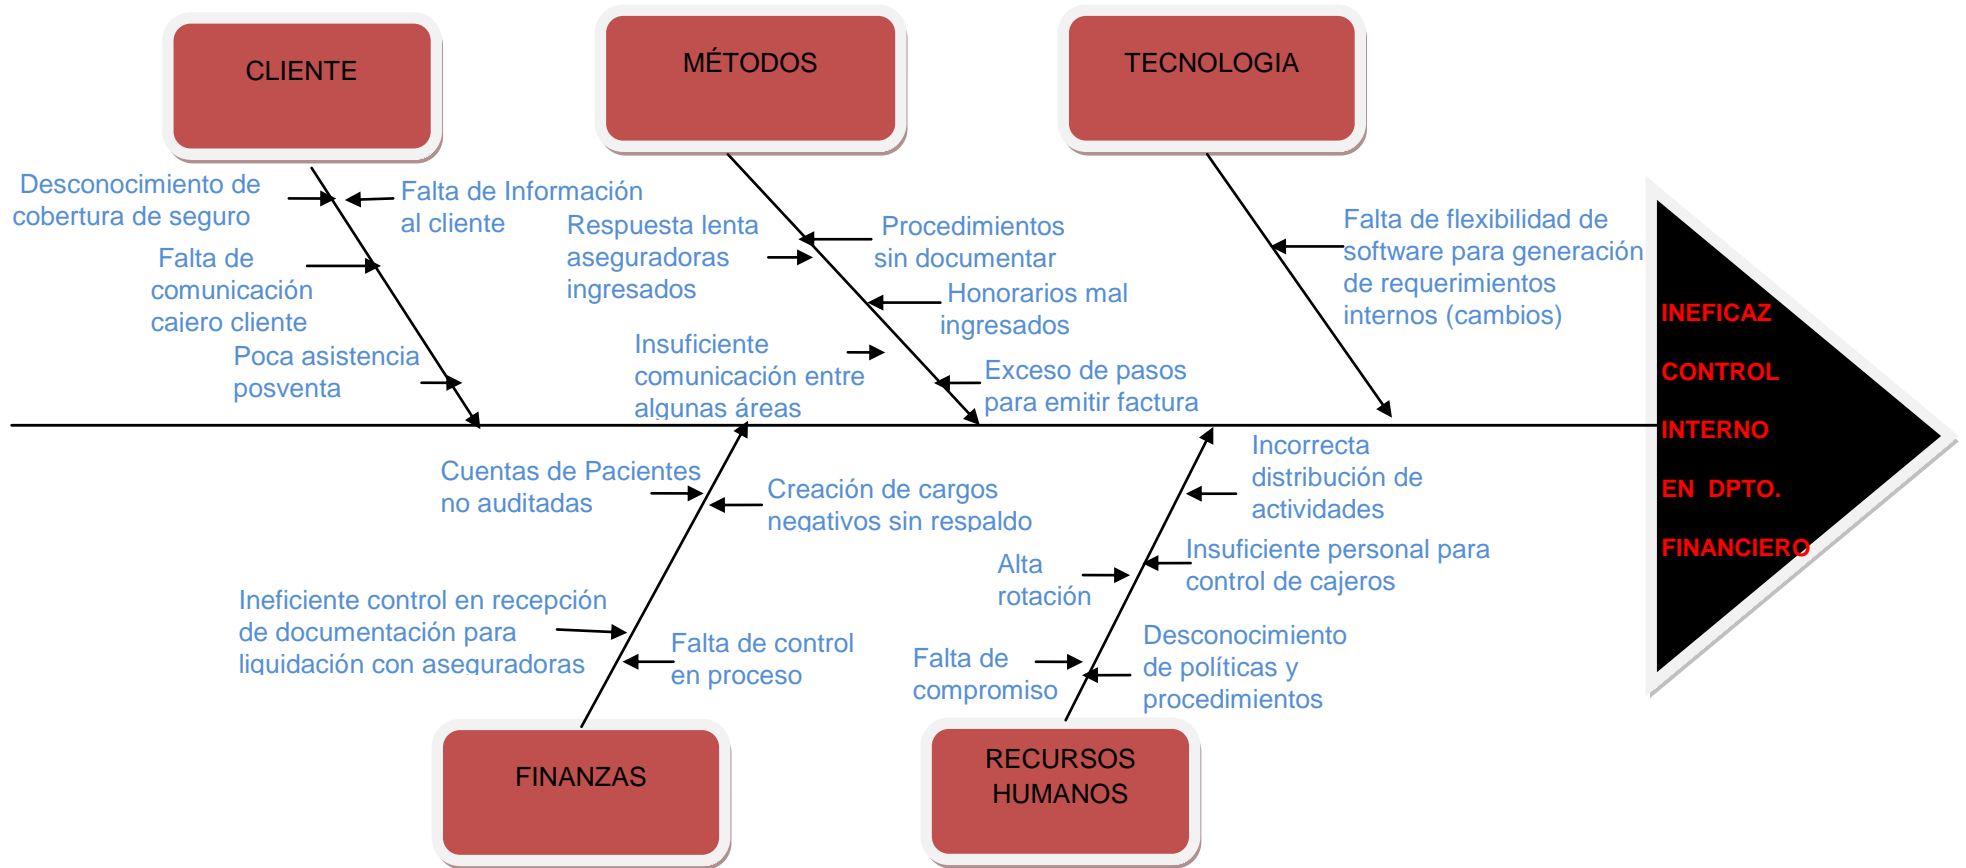 CLIENTE
MÉTODOS
TECNOLOGIA
Desconocimiento de
cobertura de seguro
Falta de Información
al cliente
Falta de
comunicación
cajero cliente
Poca asistencia
posventa
Respuesta lenta
aseguradoras
ingresados
Procedimientos
sin documentar
Honorarios mal
ingresados
Insuficiente
comunicación entre
algunas áreas
Exceso de pasos
para emitir factura
Falta de flexibilidad de
software para generación
de requerimientos
internos (cambios)
INEFICAZ
CONTROL
INTERNO
EN DPTO.
FINANCIERO
Cuentas de Pacientes
no auditadas
Creación de cargos
negativos sin respaldo
Ineficiente control en recepción
de documentación para
liquidación con aseguradoras
Falta de control
en proceso
Incorrecta
distribución de
actividades
Insuficiente personal para
control de cajeros
Alta
rotación
Falta de
compromiso
Desconocimiento
de políticas y
procedimientos
FINANZAS
RECURSOS
HUMANOS